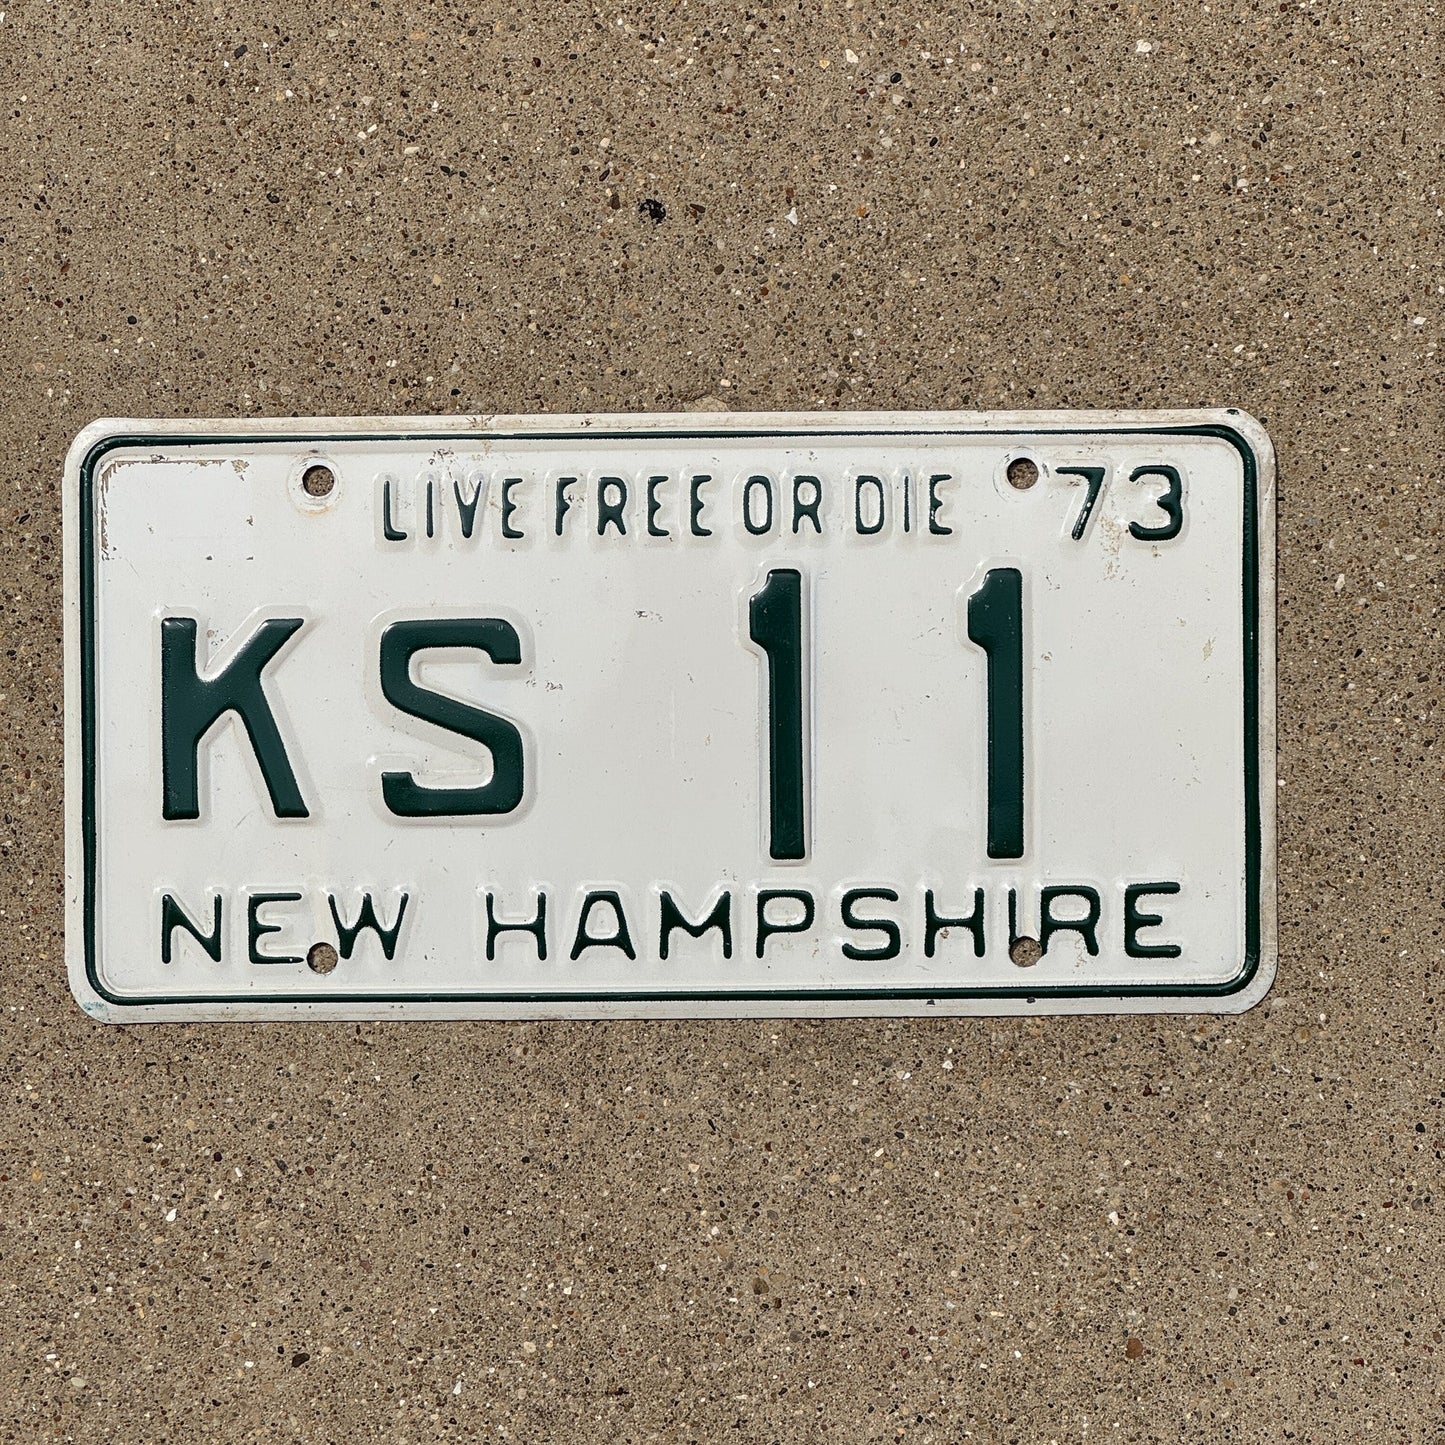 LIVE FREE OR DIE 73
KS 11
NEW HAMPSHIRE